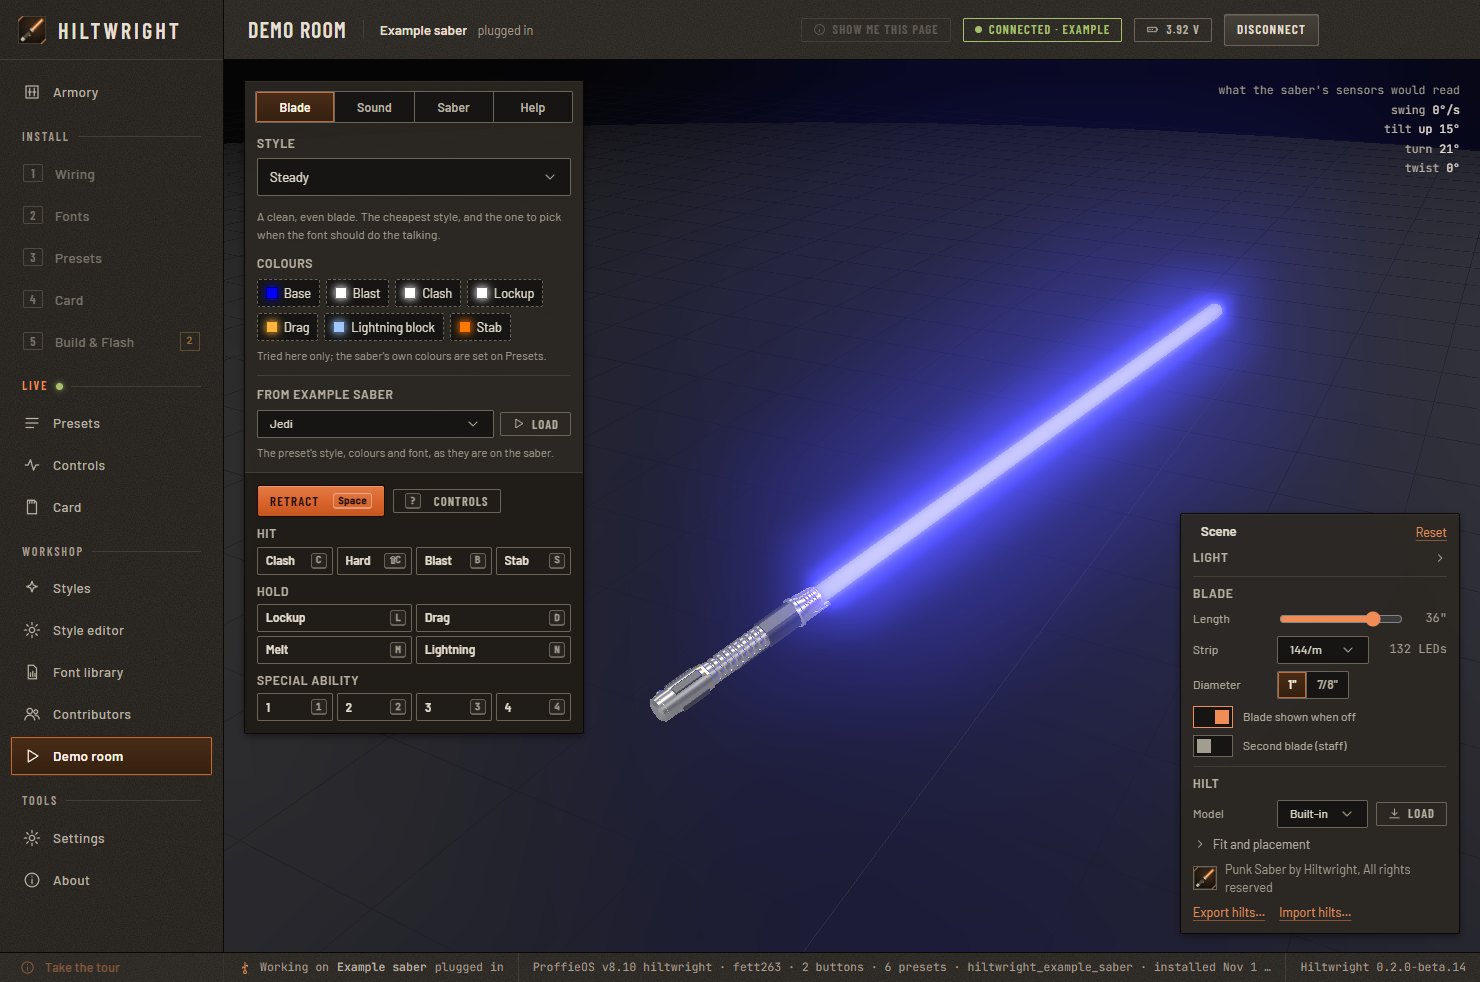 HILTWRIGHT
DEMO ROOM
Example saber plugged in
SHOW ME THIS PAGE
CONNECTED · EXAMPLE
3.92 V
DISCONNECT
Armory
INSTALL
1 Wiring
2 Fonts
3 Presets
4 Card
5 Build & Flash 2
LIVE
Presets
Controls
Card
WORKSHOP
Styles
Style editor
Font library
Contributors
Demo room
TOOLS
Settings
About
Take the tour
Blade Sound Saber Help
STYLE
Steady
A clean, even blade. The cheapest style, and the one to pick
when the font should do the talking.
COLOURS
Base Blast Clash Lockup
Drag Lightning block Stab
Tried here only; the saber's own colours are set on Presets.
FROM EXAMPLE SABER
Jedi LOAD
The preset's style, colours and font, as they are on the saber.
RETRACT Space ? CONTROLS
HIT
Clash C Hard ⇧C Blast B Stab S
HOLD
Lockup L Drag D
Melt M Lightning N
SPECIAL ABILITY
1 1 2 2 3 3 4 4
what the saber's sensors would read
swing 0°/s
tilt up 15°
turn 21°
twist 0°
Scene Reset
LIGHT
BLADE
Length 36"
Strip 144/m 132 LEDs
Diameter 1" 7/8"
Blade shown when off
Second blade (staff)
HILT
Model Built-in LOAD
Fit and placement
Punk Saber by Hiltwright, All rights
reserved
Export hilts... Import hilts...
Working on Example saber plugged in
ProffieOS v8.10 hiltwright · fett263 · 2 buttons · 6 presets · hiltwright_example_saber · installed Nov 1 …
Hiltwright 0.2.0-beta.14